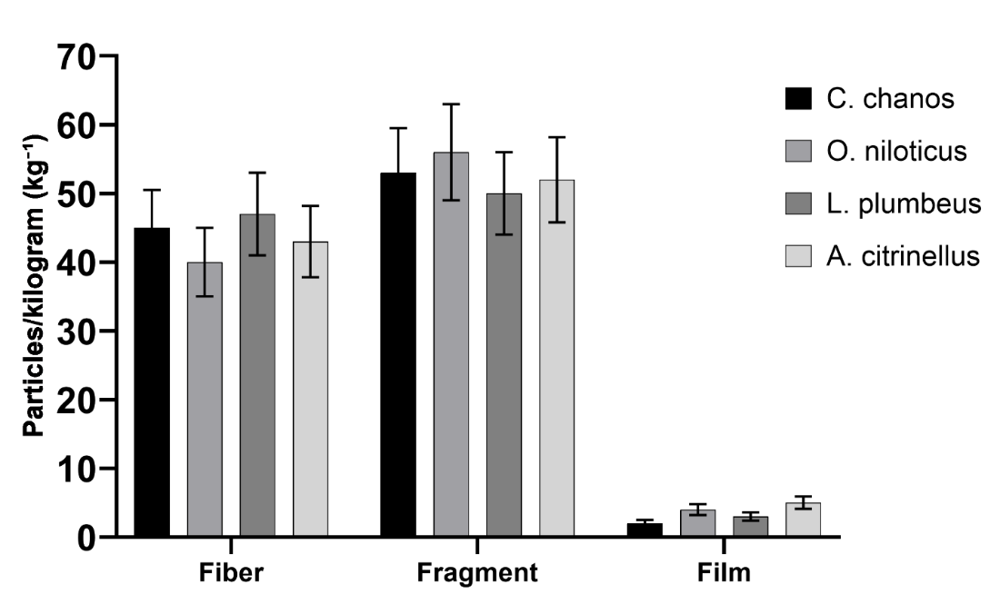 Particles/kilogram (kg⁻¹)
70
60
50
40
30
20
10
0
Fiber Fragment Film
C. chanos
O. niloticus
L. plumbeus
A. citrinellus